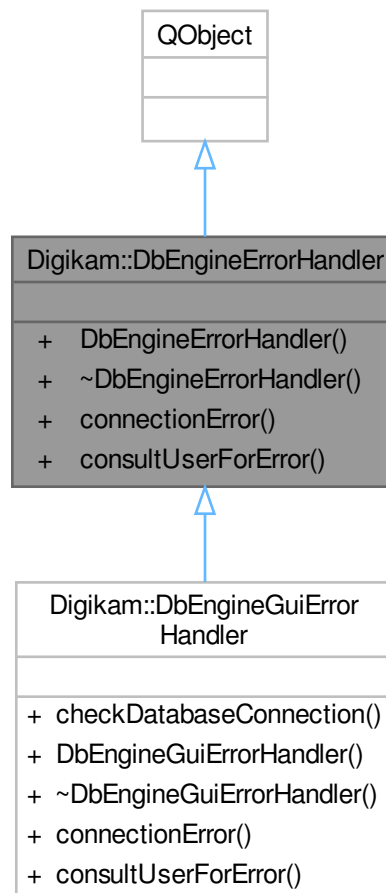 QObject
Digikam::DbEngineErrorHandler
+ DbEngineErrorHandler()
+ ~DbEngineErrorHandler()
+ connectionError()
+ consultUserForError()
Digikam::DbEngineGuiError
Handler
+ checkDatabaseConnection()
+ DbEngineGuiErrorHandler()
+ ~DbEngineGuiErrorHandler()
+ connectionError()
+ consultUserForError()